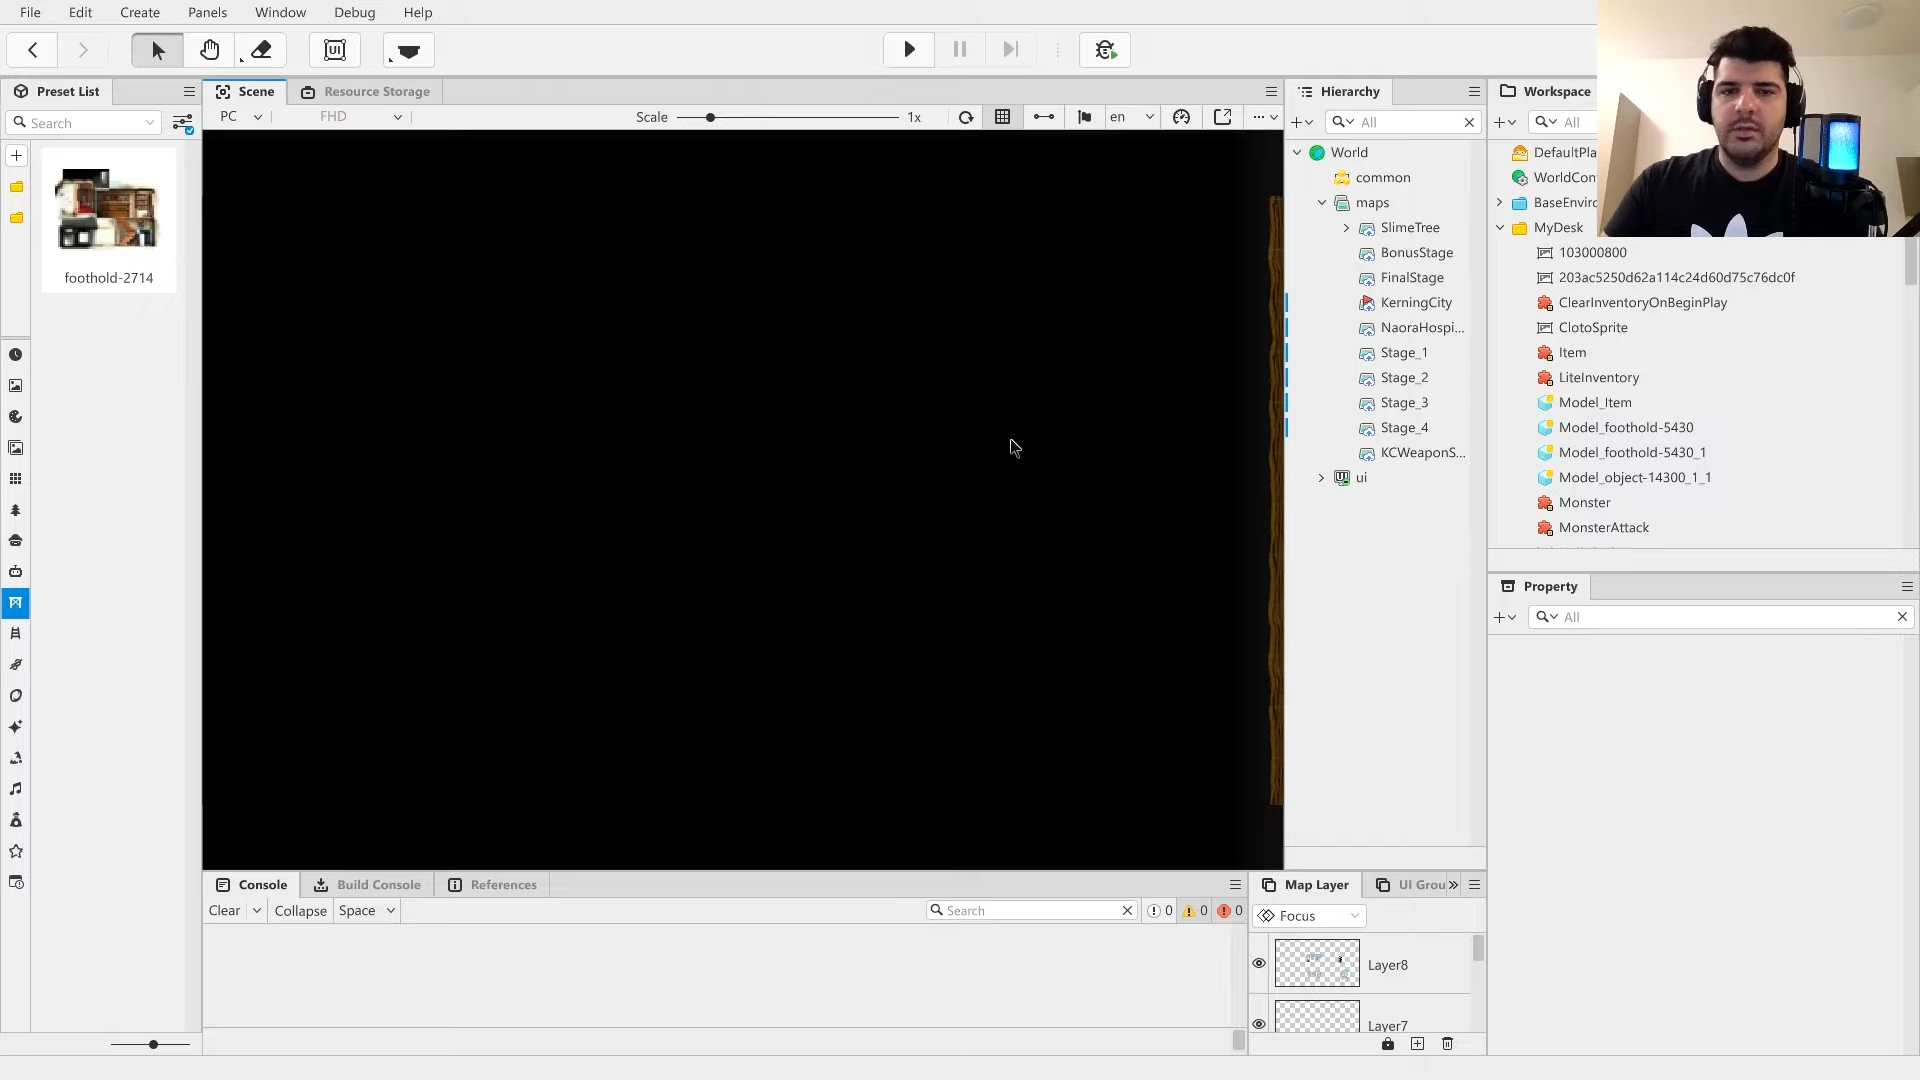 File Edit Create Panels Window Debug Help
UI
Preset List
Search
foothold-2714
Scene
Resource Storage
PC
FHD
Scale
1x
en
Hierarchy
All
World
common
maps
SlimeTree
BonusStage
FinalStage
KerningCity
NaoraHospi...
Stage_1
Stage_2
Stage_3
Stage_4
KCWeaponS...
ui
Workspace
All
DefaultPla
WorldCon
BaseEnviro
MyDesk
103000800
203ac5250d62a114c24d60d75c76dc0f
ClearInventoryOnBeginPlay
ClotoSprite
Item
LiteInventory
Model_Item
Model_foothold-5430
Model_foothold-5430_1
Model_object-14300_1_1
Monster
MonsterAttack
Property
All
Console
Build Console
References
Clear
Collapse
Space
Search
0
0
0
Map Layer
UI Grou
Focus
Layer8
Layer7